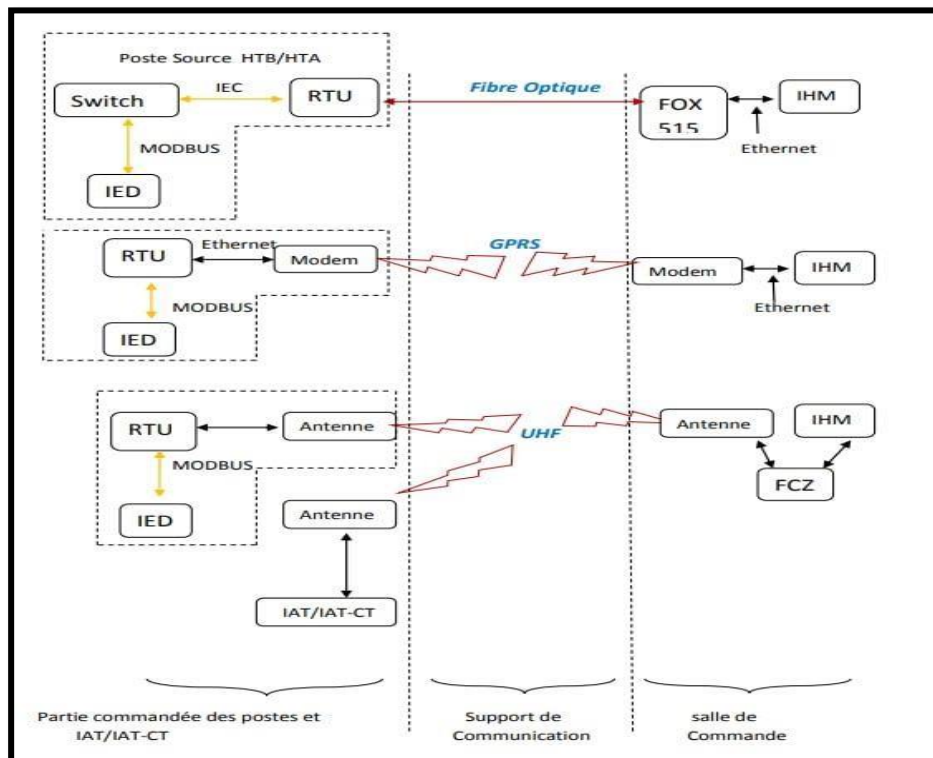 Poste Source HTB/HTA
Switch
IEC
RTU
Fibre Optique
FOX
515
IHM
Ethernet
MODBUS
IED
RTU
Ethernet
Modem
GPRS
Modem
IHM
Ethernet
MODBUS
IED
RTU
Antenne
UHF
Antenne
IHM
MODBUS
FCZ
IED
Antenne
IAT/IAT-CT
Partie commandée des postes et
IAT/IAT-CT
Support de
Communication
salle de
Commande